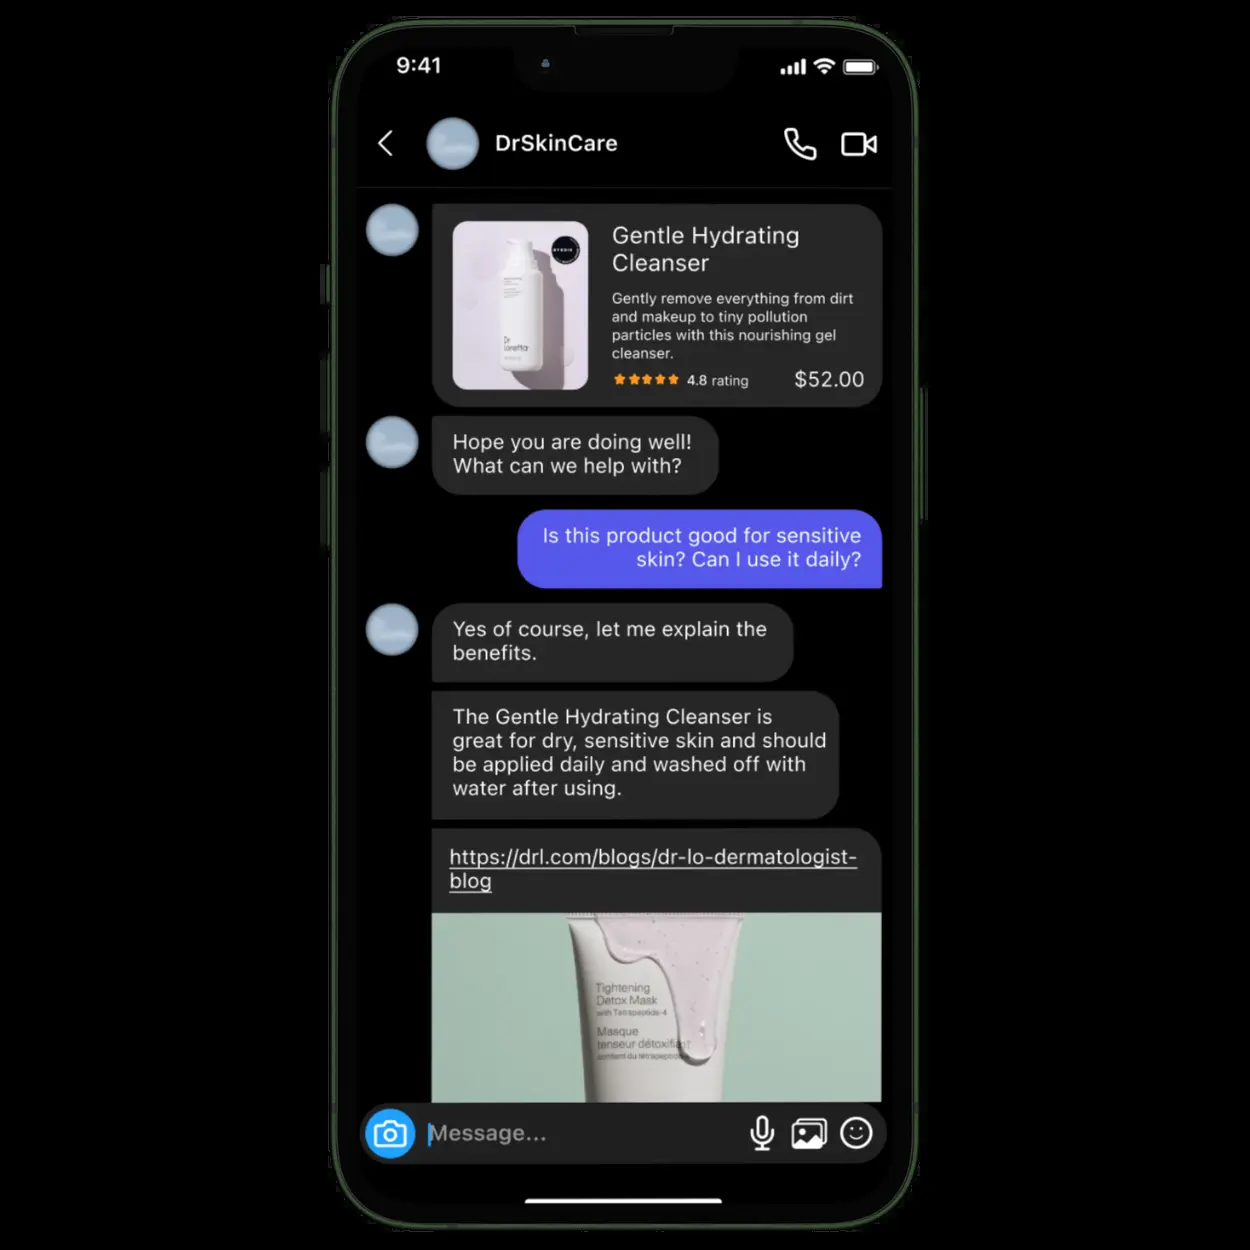 9:41
DrSkinCare
Gentle Hydrating
Cleanser
Gently remove everything from dirt
and makeup to tiny pollution
particles with this nourishing gel
cleanser.
4.8 rating
$52.00
Dr
Loretta
Hope you are doing well!
What can we help with?
Is this product good for sensitive
skin? Can I use it daily?
Yes of course, let me explain the
benefits.
The Gentle Hydrating Cleanser is
great for dry, sensitive skin and should
be applied daily and washed off with
water after using.
https://drl.com/blogs/dr-lo-dermatologist-
blog
Tightening
Detox Mask
with Tetrapeptide-4
Masque
tenseur détoxifiant
contient du tétrapeptide
Message...